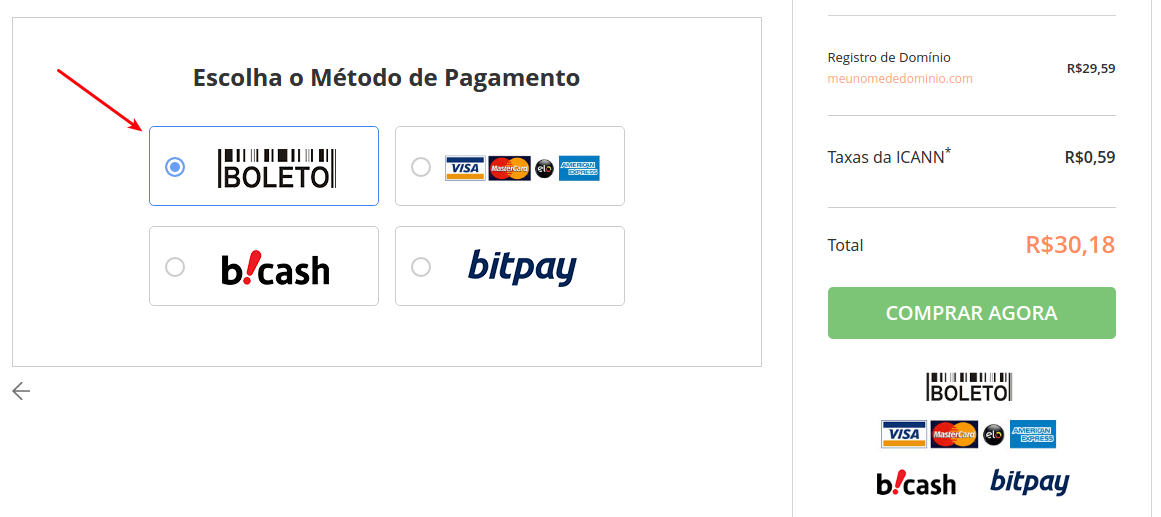 Escolha o Método de Pagamento
BOLETO
VISA MasterCard elo AMERICAN EXPRESS
b!cash
bitpay
Registro de Domínio R$29,59
meunomededominio.com
Taxas da ICANN* R$0,59
Total R$30,18
COMPRAR AGORA
BOLETO
VISA MasterCard elo AMERICAN EXPRESS
b!cash bitpay